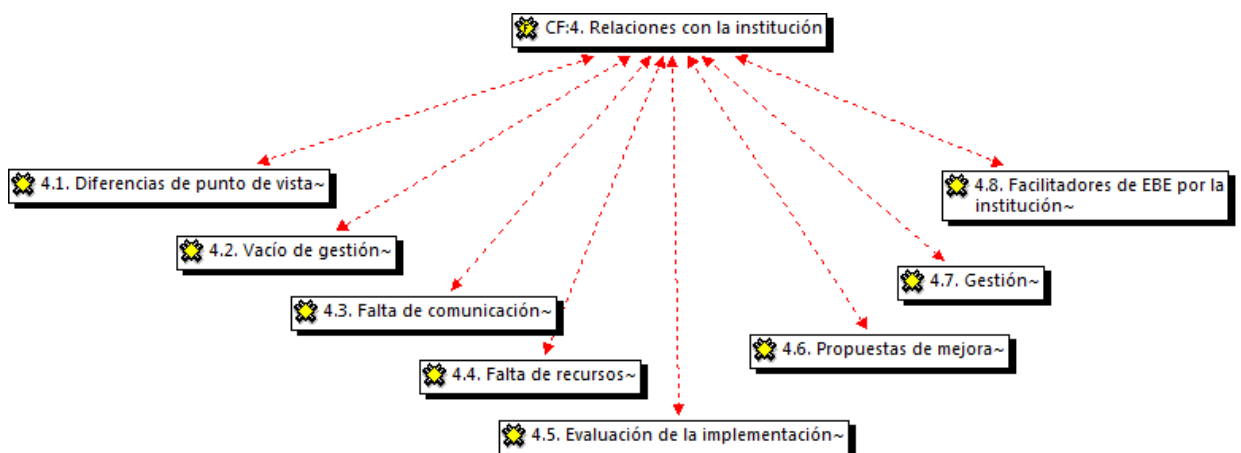 CF:4. Relaciones con la institución
4.1. Diferencias de punto de vista~
4.2. Vacío de gestión~
4.3. Falta de comunicación~
4.4. Falta de recursos~
4.5. Evaluación de la implementación~
4.6. Propuestas de mejora~
4.7. Gestión~
4.8. Facilitadores de EBE por la
institución~